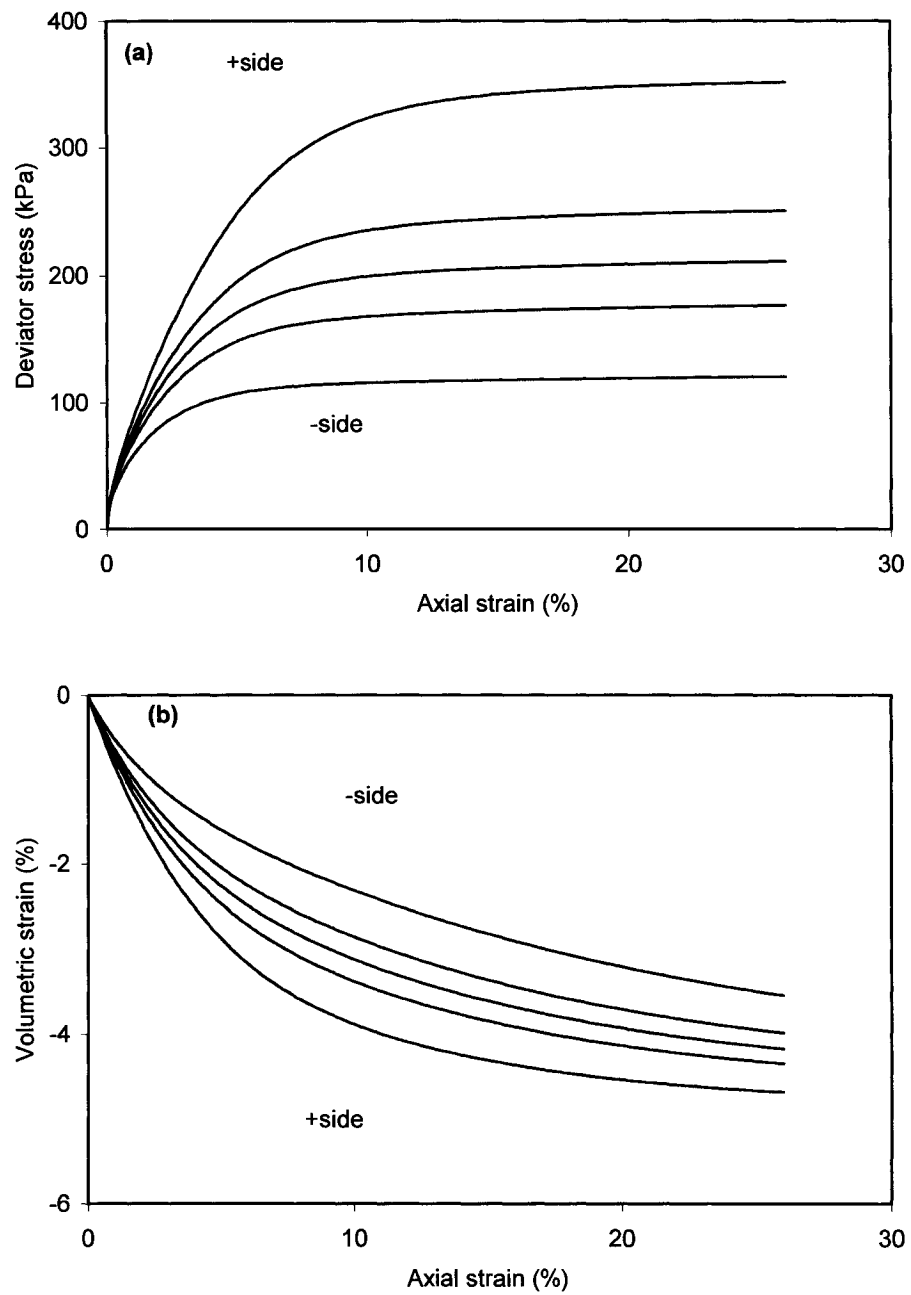 400
(a)
+side
300
Deviator stress (kPa)
200
100
-side
0
0 10 20 30
Axial strain (%)
0
(b)
-side
-2
Volumetric strain (%)
-4
+side
-6
0 10 20 30
Axial strain (%)